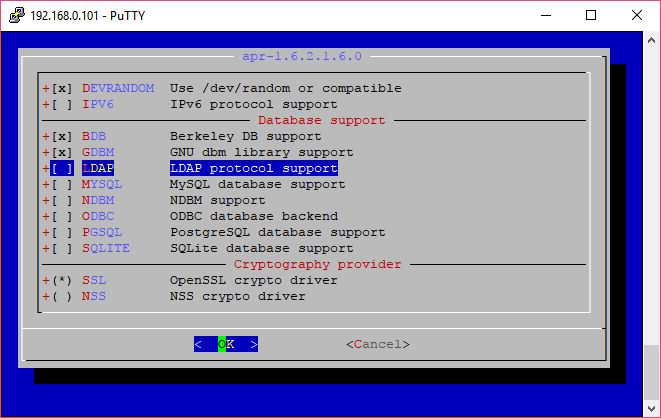 192.168.0.101 - PuTTY
apr-1.6.2.1.6.0
+[x] DEVRANDOM Use /dev/random or compatible
+[ ] IPV6 IPv6 protocol support
Database support
+[x] BDB Berkeley DB support
+[x] GDBM GNU dbm library support
+[ ] LDAP LDAP protocol support
+[ ] MYSQL MySQL database support
+[ ] NDBM NDBM support
+[ ] ODBC ODBC database backend
+[ ] PGSQL PostgreSQL database support
+[ ] SQLITE SQLite database support
Cryptography provider
+(*) SSL OpenSSL crypto driver
+( ) NSS NSS crypto driver
< OK > <Cancel>